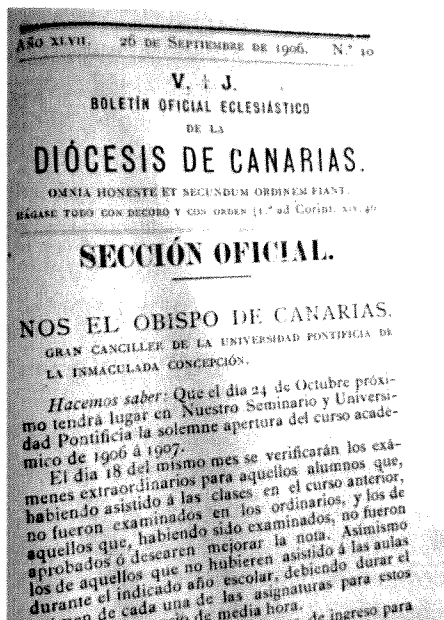 AÑO XLVII. 26 DE SEPTIEMBRE DE 1906. N.º 10
V. † J.
BOLETÍN OFICIAL ECLESIÁSTICO
DE LA
DIÓCESIS DE CANARIAS.
OMNIA HONESTE ET SECUNDUM ORDINEM FIANT.
HÁGASE TODO CON DECORO Y CON ORDEN (1.ª ad Corint. XIV, 40
SECCIÓN OFICIAL.
NOS EL OBISPO DE CANARIAS,
GRAN CANCILLER DE LA UNIVERSIDAD PONTIFICIA DE
LA INMACULADA CONCEPCIÓN.
Hacemos saber: Que el dia 24 de Octubre próxi-
mo tendrá lugar en Nuestro Seminario y Universi-
dad Pontificia la solemne apertura del curso acadé-
mico de 1906 á 1907.
El dia 18 del mismo mes se verificarán los exá-
menes extraordinarios para aquellos alumnos que,
habiendo asistido á las clases en el curso anterior,
no fueron examinados en los ordinarios, y los de
aquellos que, habiendo sido examinados, no fueron
aprobados ó desearen mejorar la nota. Asimismo
los de aquellos que no hubieren asistido á las aulas
durante el indicado año escolar, debiendo durar el
de cada una de las asignaturas para estos
de media hora.
de ingreso para